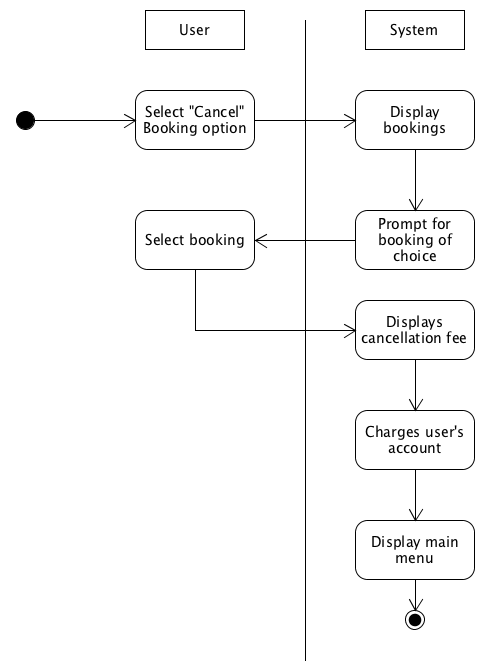 User
System
Select "Cancel"
Booking option
Display
bookings
Select booking
Prompt for
booking of
choice
Displays
cancellation fee
Charges user's
account
Display main
menu